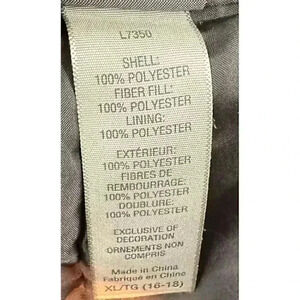 L7350
SHELL:
100% POLYESTER
FIBER FILL:
100% POLYESTER
LINING:
100% POLYESTER
EXTÉRIEUR:
100% POLYESTER
FIBRES DE
REMBOURRAGE:
100% POLYESTER
DOUBLURE:
100% POLYESTER
EXCLUSIVE OF
DECORATION
ORNEMENTS NON
COMPRIS
Made in China
Fabriqué en Chine
XL/TG (16-18)